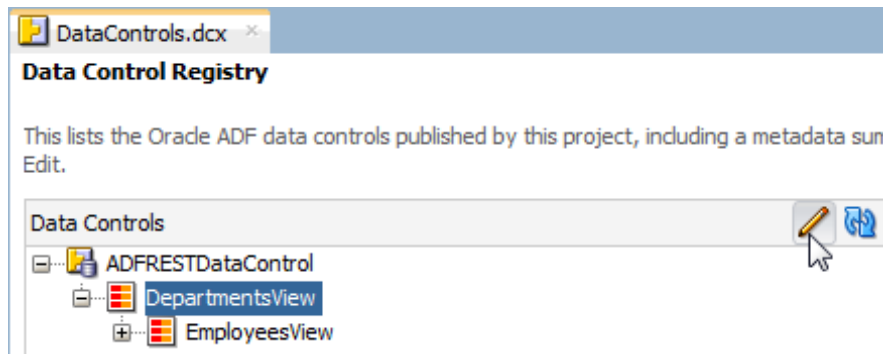 DataControls.dcx
Data Control Registry
This lists the Oracle ADF data controls published by this project, including a metadata sum
Edit.
Data Controls
ADFRESTDataControl
DepartmentsView
EmployeesView